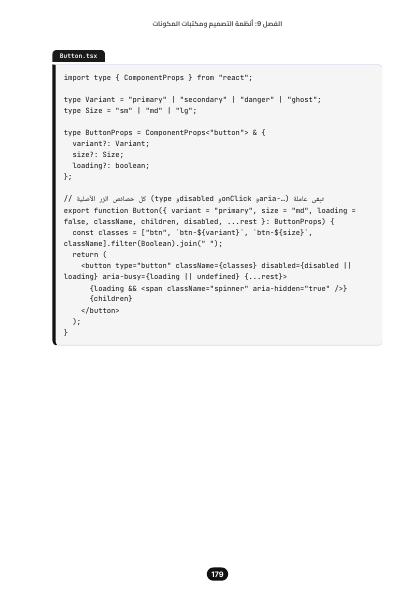 الفصل 9: أنظمة التصميم ومكتبات المكونات
Button.tsx
import type { ComponentProps } from "react";
type Variant = "primary" | "secondary" | "danger" | "ghost";
type Size = "sm" | "md" | "lg";
type ButtonProps = ComponentProps<"button"> & {
  variant?: Variant;
  size?: Size;
  loading?: boolean;
};
// كل خصائص الزر الأصلية (type وdisabled وonClick وaria-…) تبقى عاملة
export function Button({ variant = "primary", size = "md", loading =
false, className, children, disabled, ...rest }: ButtonProps) {
  const classes = ["btn", `btn-${variant}`, `btn-${size}`,
className].filter(Boolean).join(" ");
  return (
    <button type="button" className={classes} disabled={disabled ||
loading} aria-busy={loading || undefined} {...rest}>
      {loading && <span className="spinner" aria-hidden="true" />}
      {children}
    </button>
  );
}
179